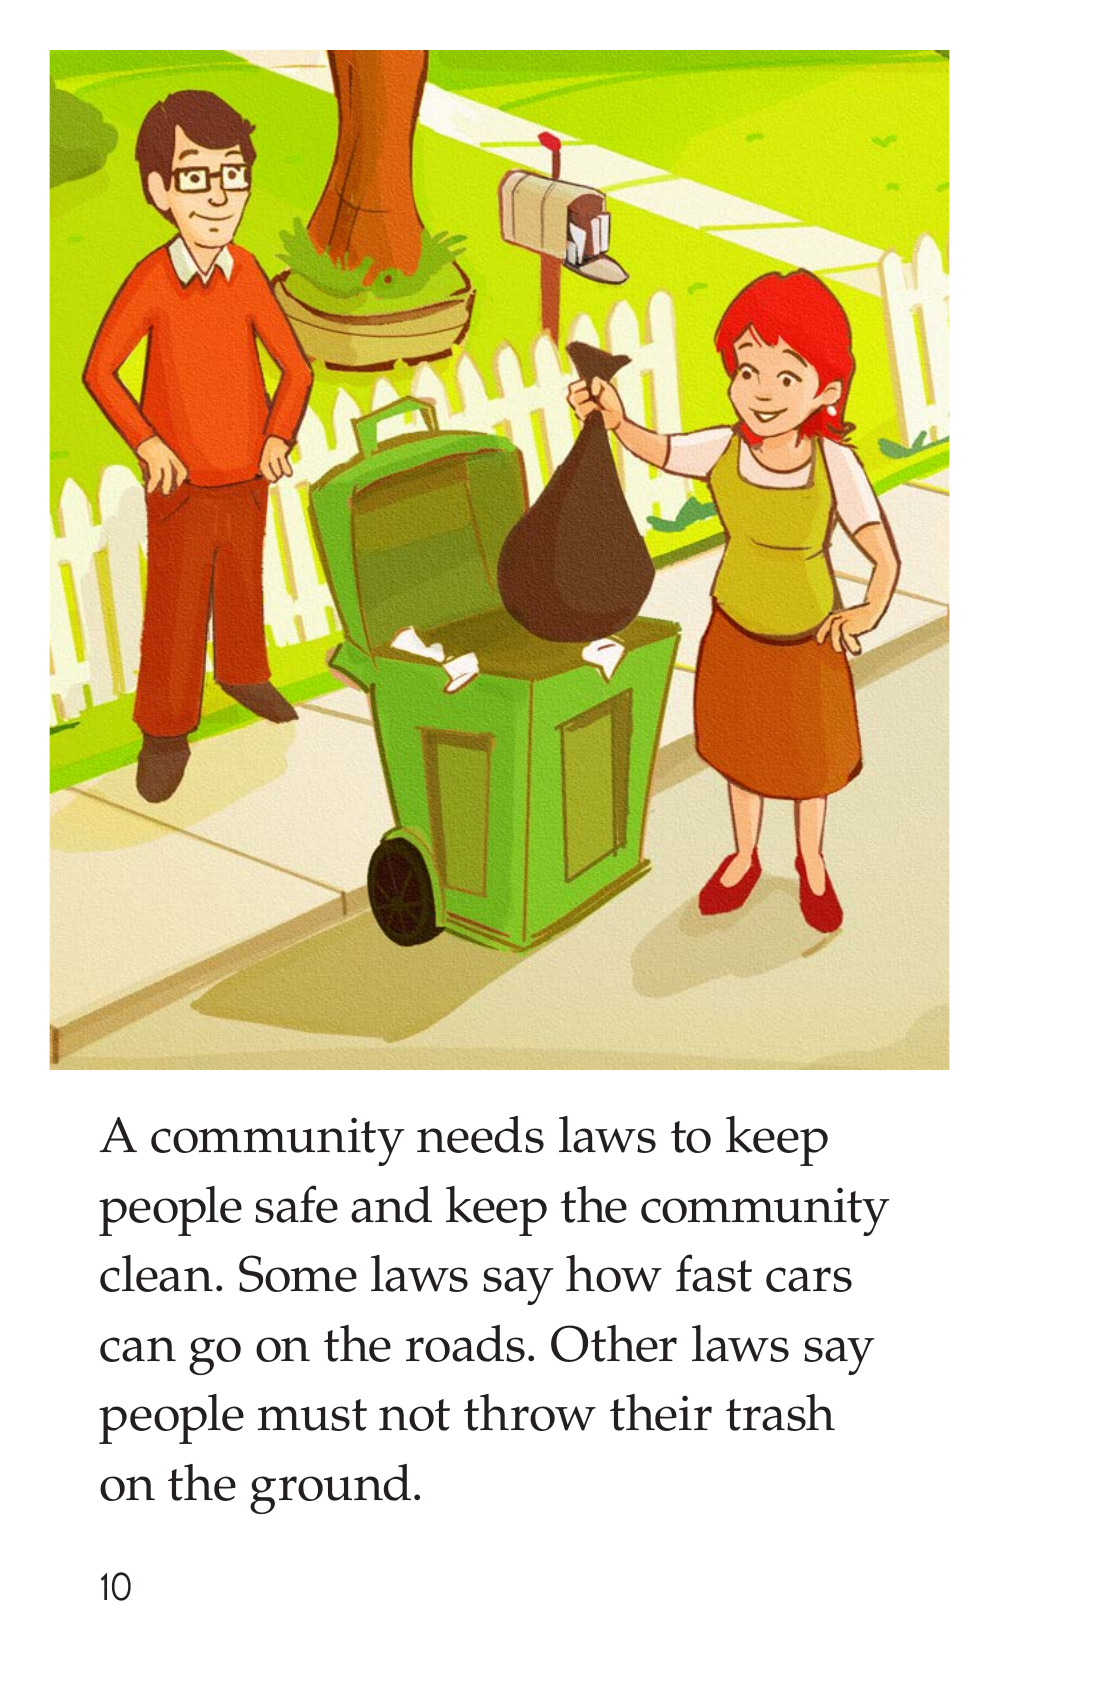 A community needs laws to keep
people safe and keep the community
clean. Some laws say how fast cars
can go on the roads. Other laws say
people must not throw their trash
on the ground.
10